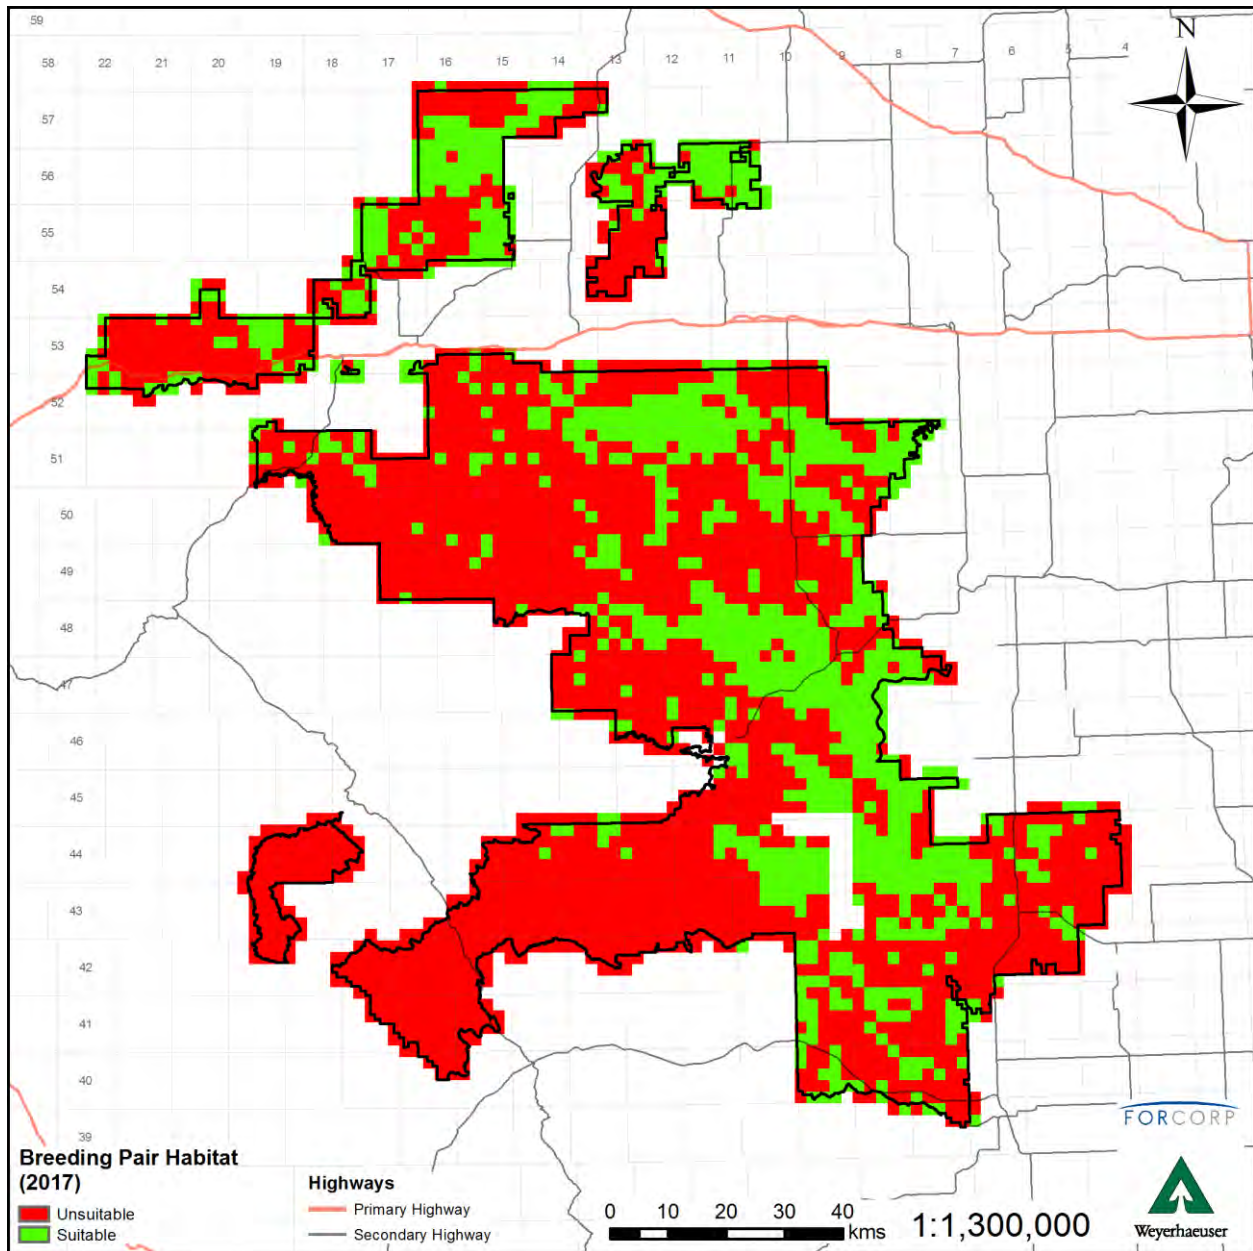 59
N
58 22 21 20 19 18 17 16 15 14 13 12 11 10 9 8 7 6 5 4
57
56
55
54
53
52
51
50
49
48
47
46
45
44
43
42
41
40
39
FORCORP
Breeding Pair Habitat
(2017)
Unsuitable
Suitable
Highways
Primary Highway
Secondary Highway
0 10 20 30 40
kms
1:1,300,000
Weyerhaeuser